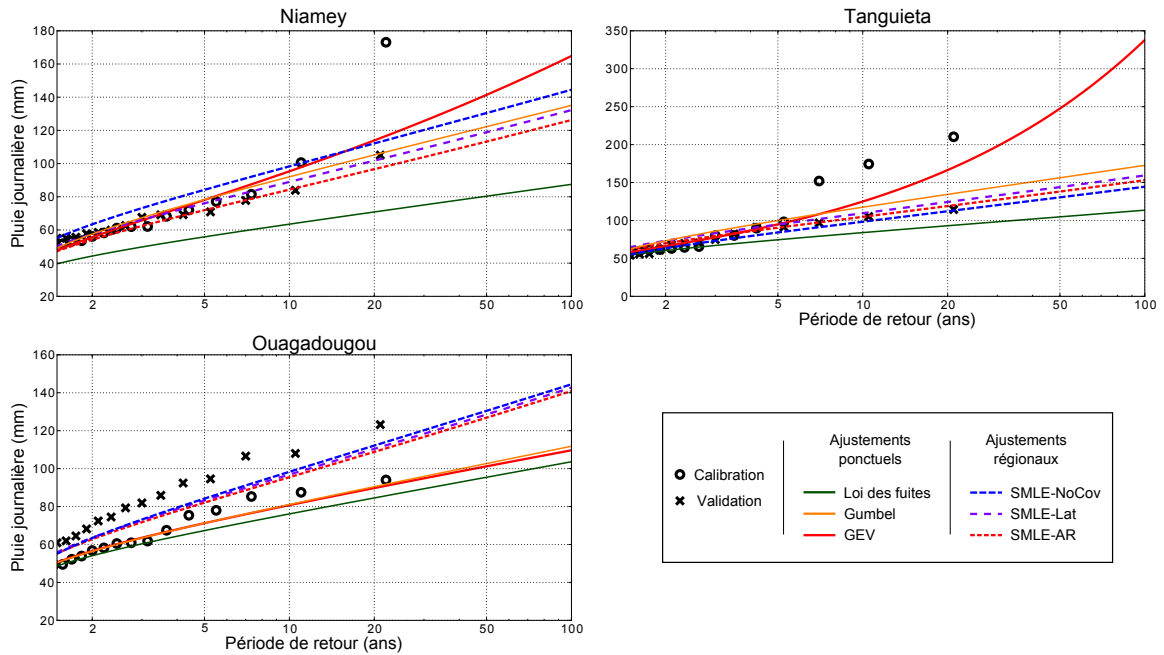 Niamey
Pluie journalière (mm)
180
160
140
120
100
80
60
40
20
2
5
10
20
50
100
Tanguieta
350
300
250
200
150
100
50
0
2
5
10
20
50
100
Période de retour (ans)
Ouagadougou
Pluie journalière (mm)
160
140
120
100
80
60
40
20
2
5
10
20
50
100
Période de retour (ans)
Calibration
Validation
Ajustements
ponctuels
Loi des fuites
Gumbel
GEV
Ajustements
régionaux
SMLE-NoCov
SMLE-Lat
SMLE-AR